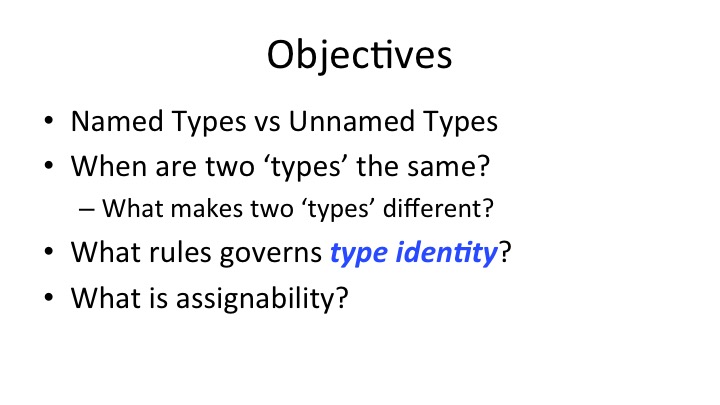 Objectives
• Named Types vs Unnamed Types
• When are two ‘types’ the same?
– What makes two ‘types’ different?
• What rules governs type identity?
• What is assignability?